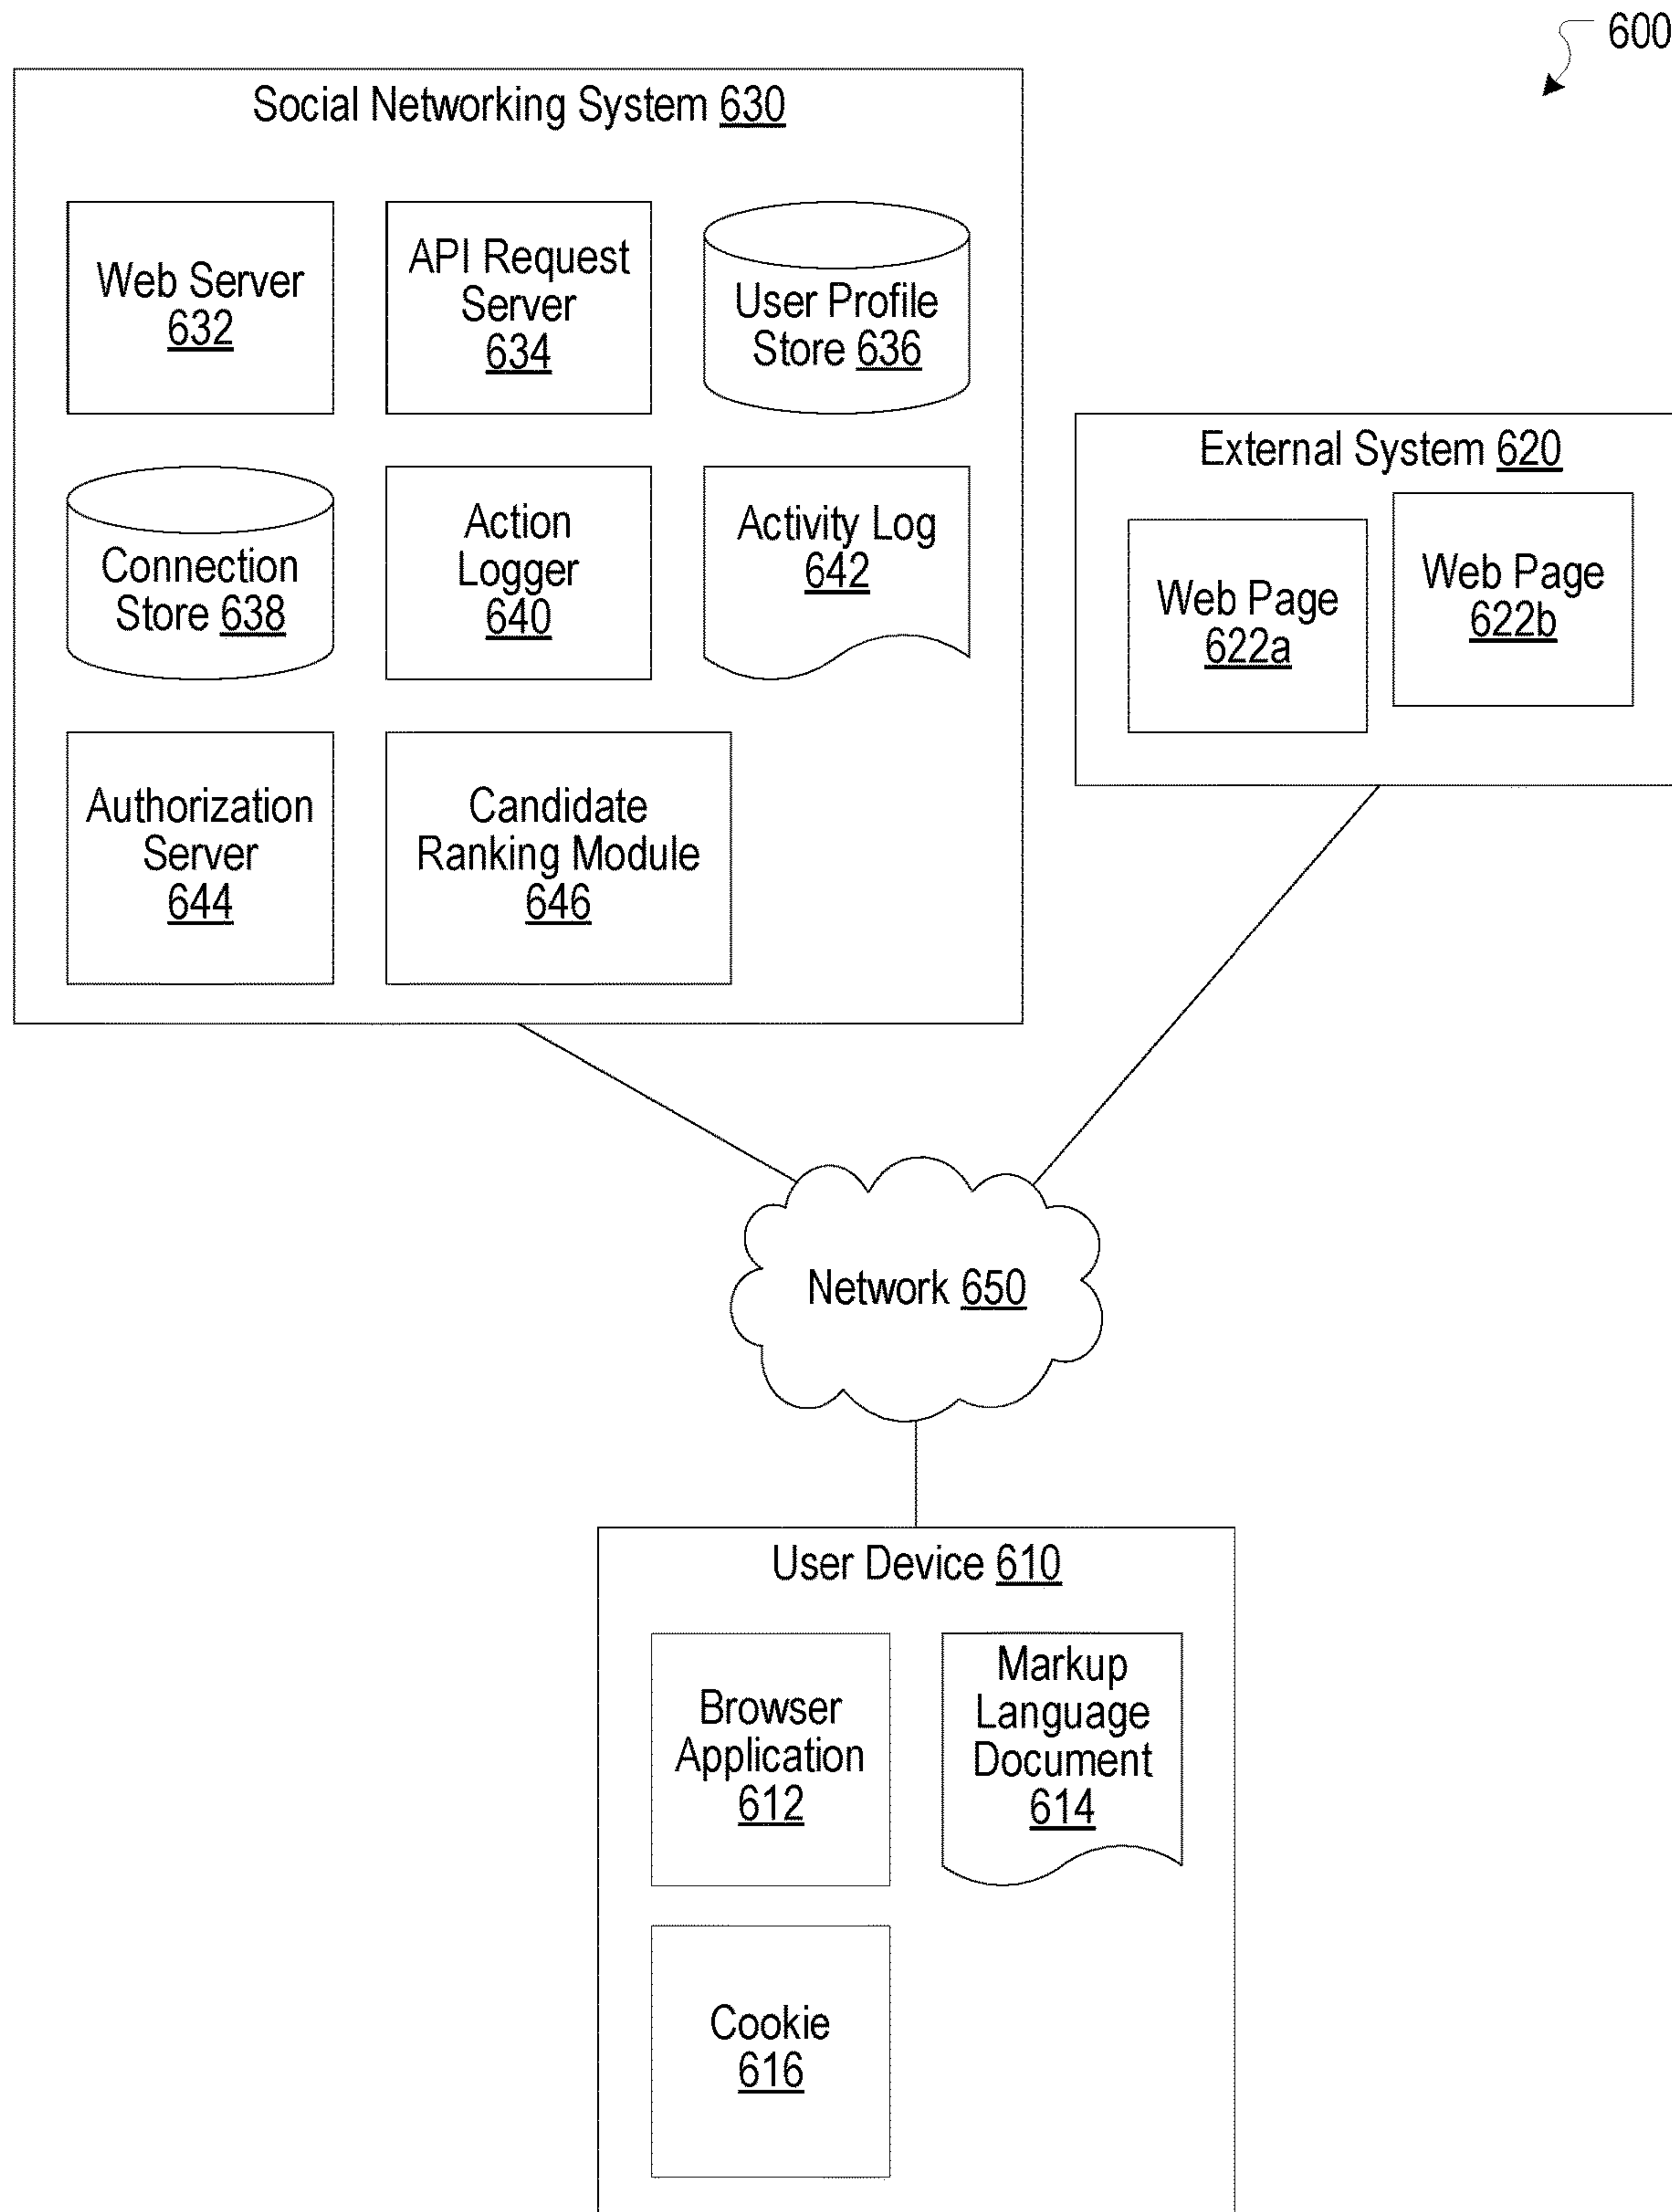 600
Social Networking System 630
Web Server
632
API Request
Server
634
User Profile
Store 636
Connection
Store 638
Action
Logger
640
Activity Log
642
Authorization
Server
644
Candidate
Ranking Module
646
External System 620
Web Page
622a
Web Page
622b
Network 650
User Device 610
Browser
Application
612
Markup
Language
Document
614
Cookie
616